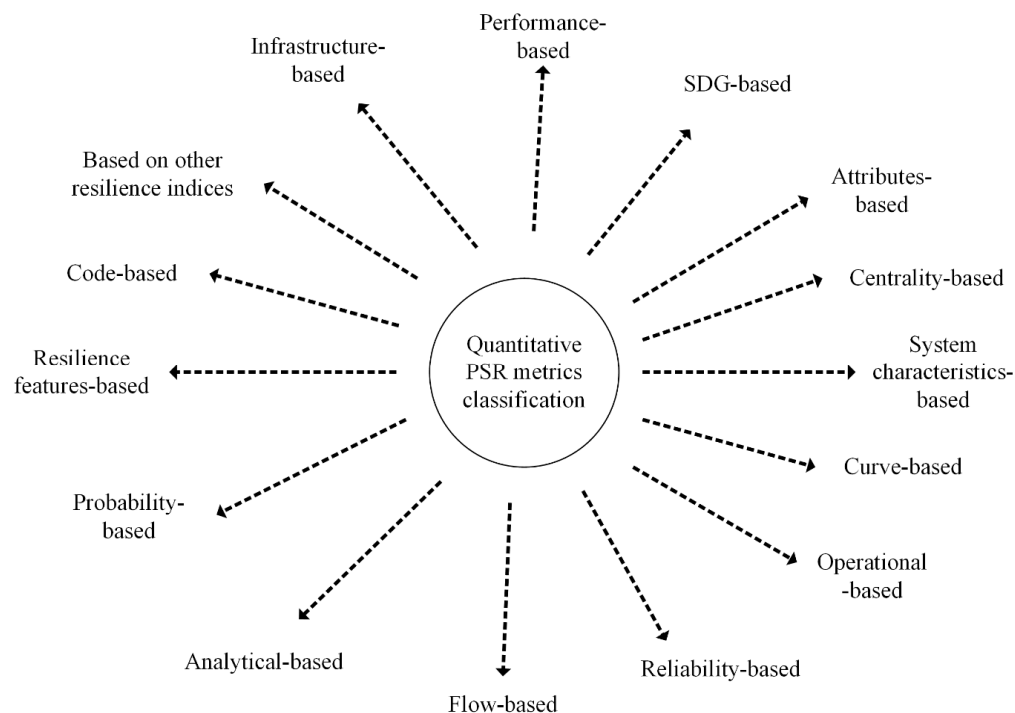 Performance-
based
Infrastructure-
based
SDG-based
Based on other
resilience indices
Attributes-
based
Code-based
Centrality-based
Resilience
features-based
Quantitative
PSR metrics
classification
System
characteristics-
based
Curve-based
Probability-
based
Operational
-based
Analytical-based
Reliability-based
Flow-based